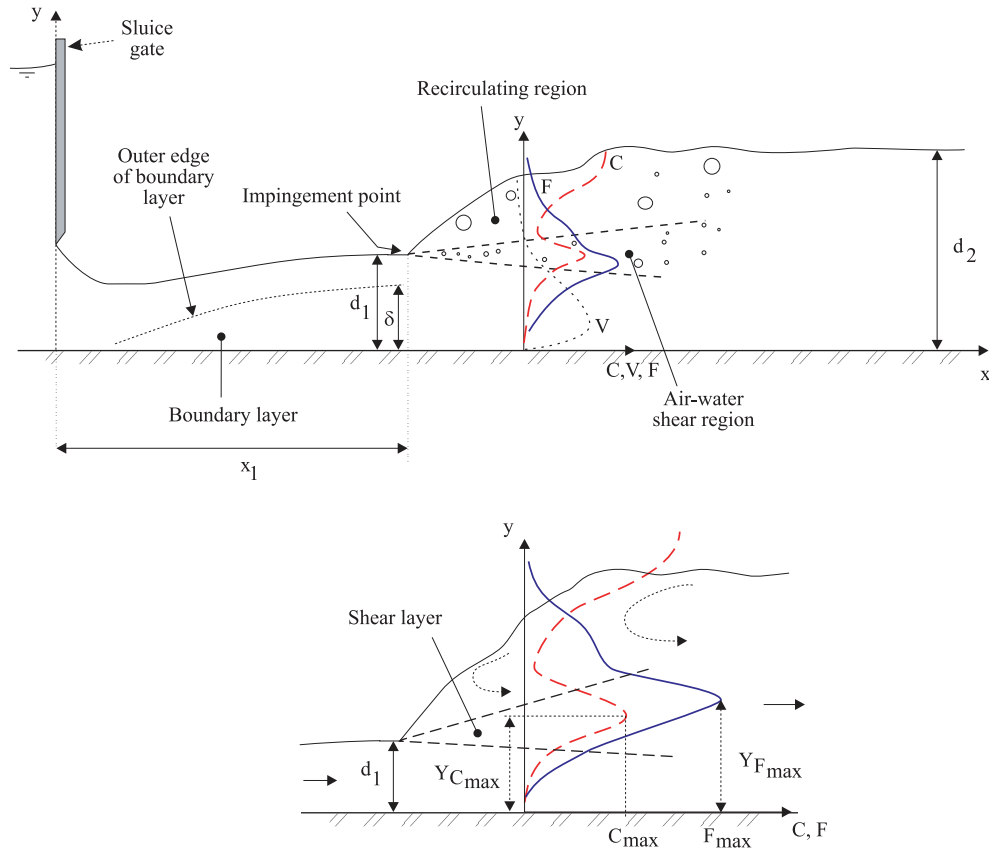 y
Sluice
gate
Recirculating region
y
Outer edge
of boundary
layer
Impingement point
F
C
d2
d1
δ
V
C,V, F
x
Boundary layer
Air-water
shear region
x1
y
Shear layer
d1
YCmax
YFmax
Cmax
Fmax
C, F